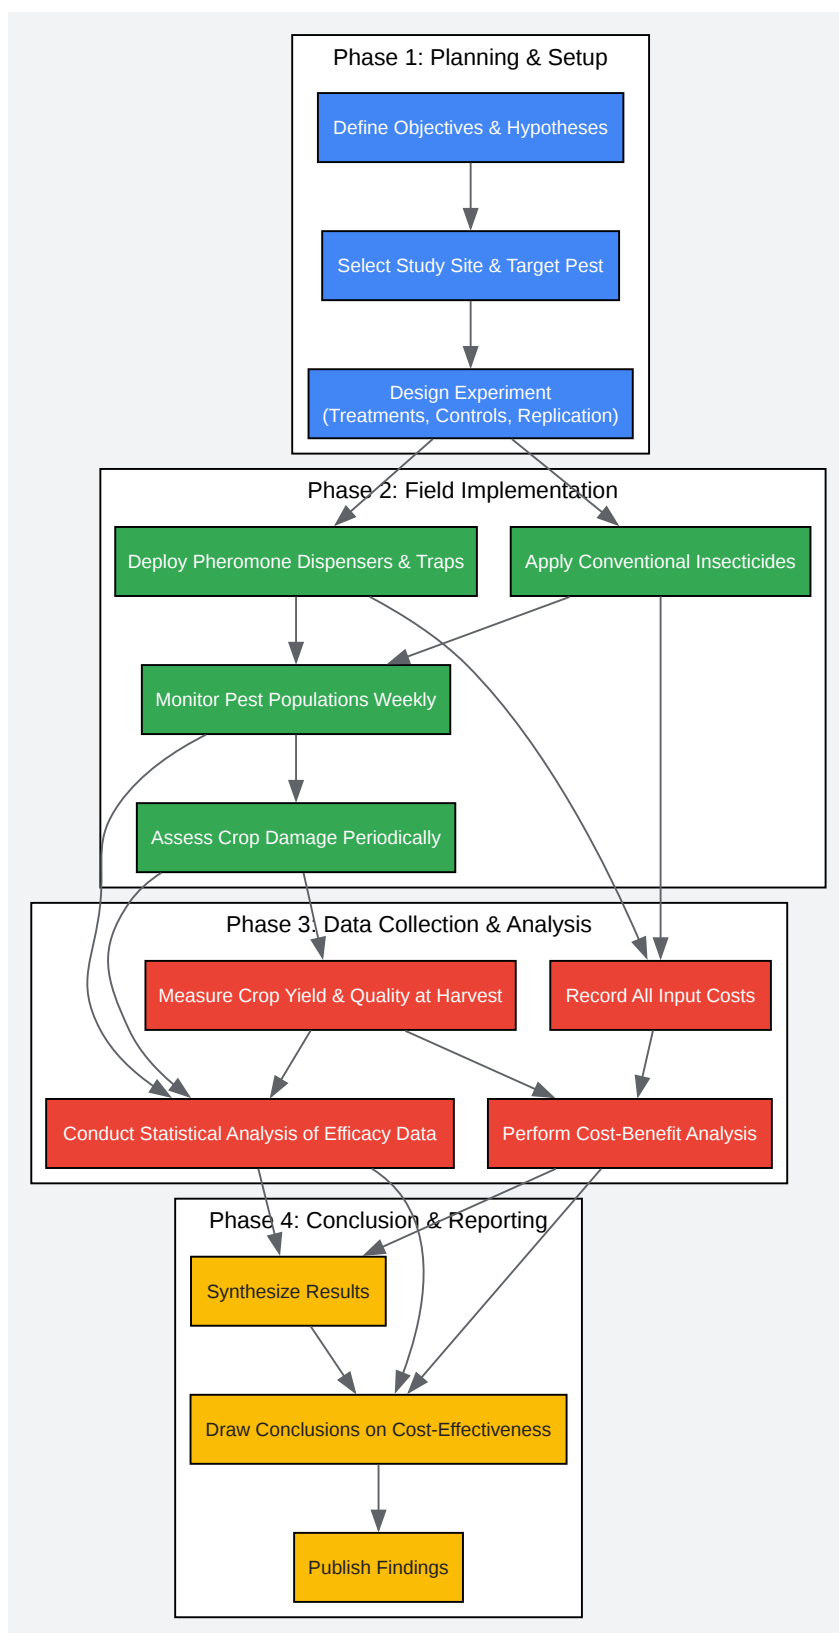 Phase 1: Planning & Setup
Define Objectives & Hypotheses
Select Study Site & Target Pest
Design Experiment
(Treatments, Controls, Replication)
Phase 2: Field Implementation
Deploy Pheromone Dispensers & Traps
Apply Conventional Insecticides
Monitor Pest Populations Weekly
Assess Crop Damage Periodically
Phase 3: Data Collection & Analysis
Measure Crop Yield & Quality at Harvest
Record All Input Costs
Conduct Statistical Analysis of Efficacy Data
Perform Cost-Benefit Analysis
Phase 4: Conclusion & Reporting
Synthesize Results
Draw Conclusions on Cost-Effectiveness
Publish Findings